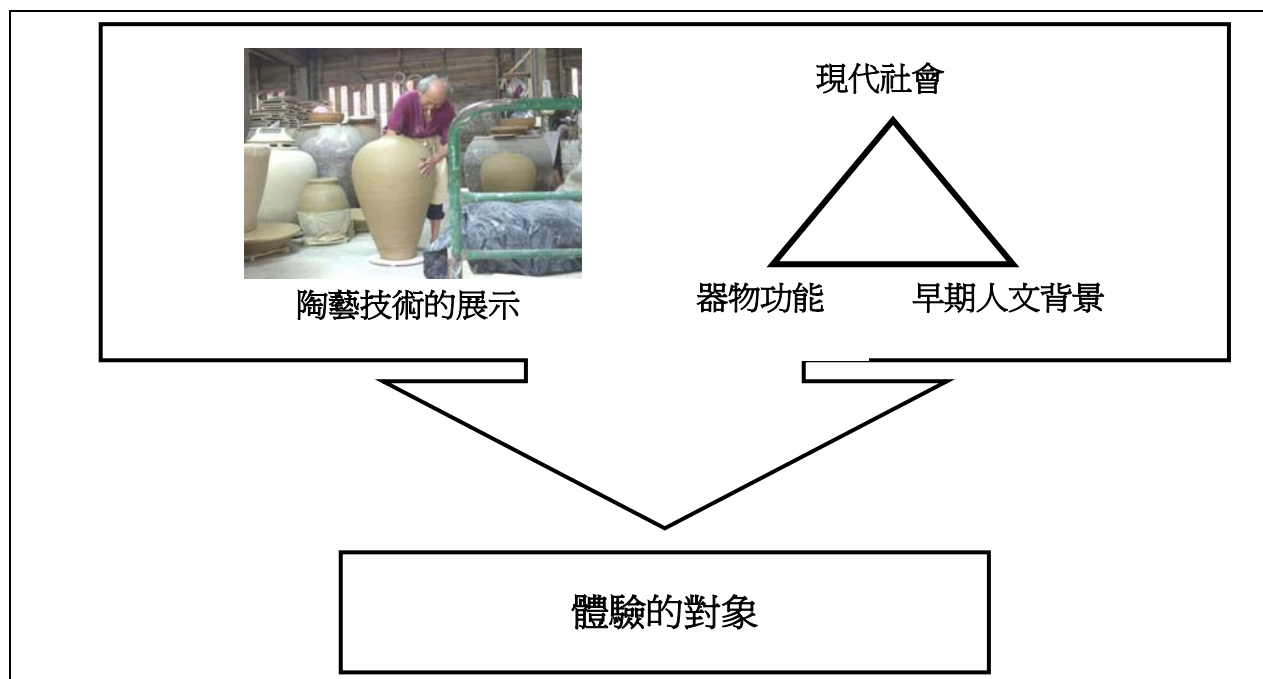 現代社會
陶藝技術的展示
器物功能
早期人文背景
體驗的對象